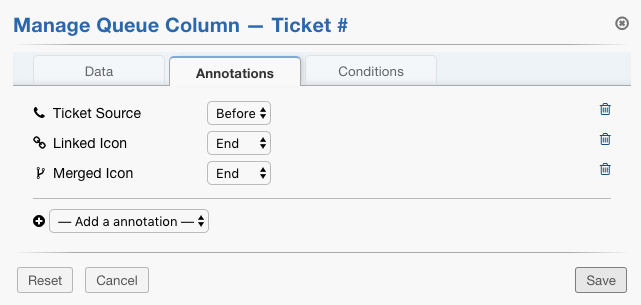 Manage Queue Column — Ticket #
Data Annotations Conditions
Ticket Source Before
Linked Icon End
Merged Icon End
— Add a annotation —
Reset Cancel Save